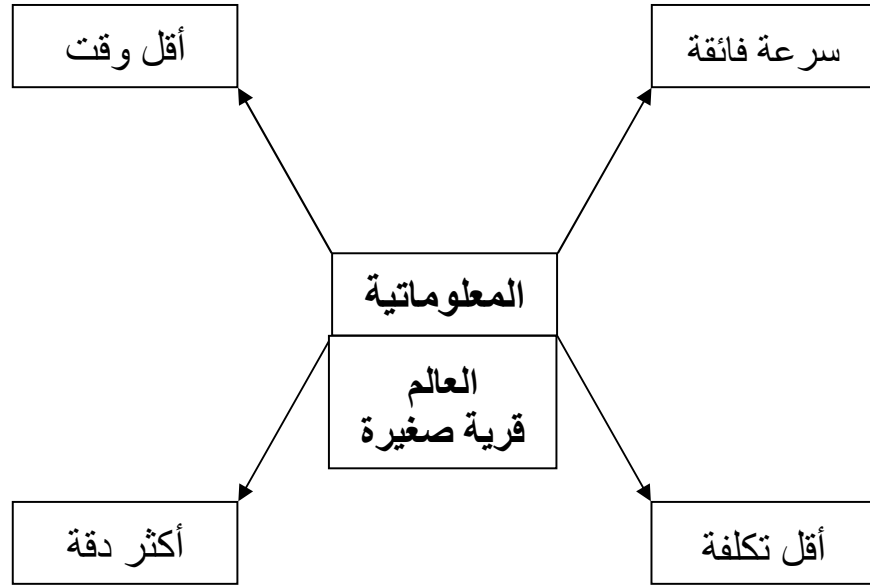 سرعة فائقة
أقل وقت
المعلوماتية
العالم
قرية صغيرة
أقل تكلفة
أكثر دقة